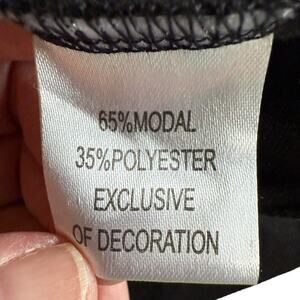 65%MODAL
35%POLYESTER
EXCLUSIVE
OF DECORATION